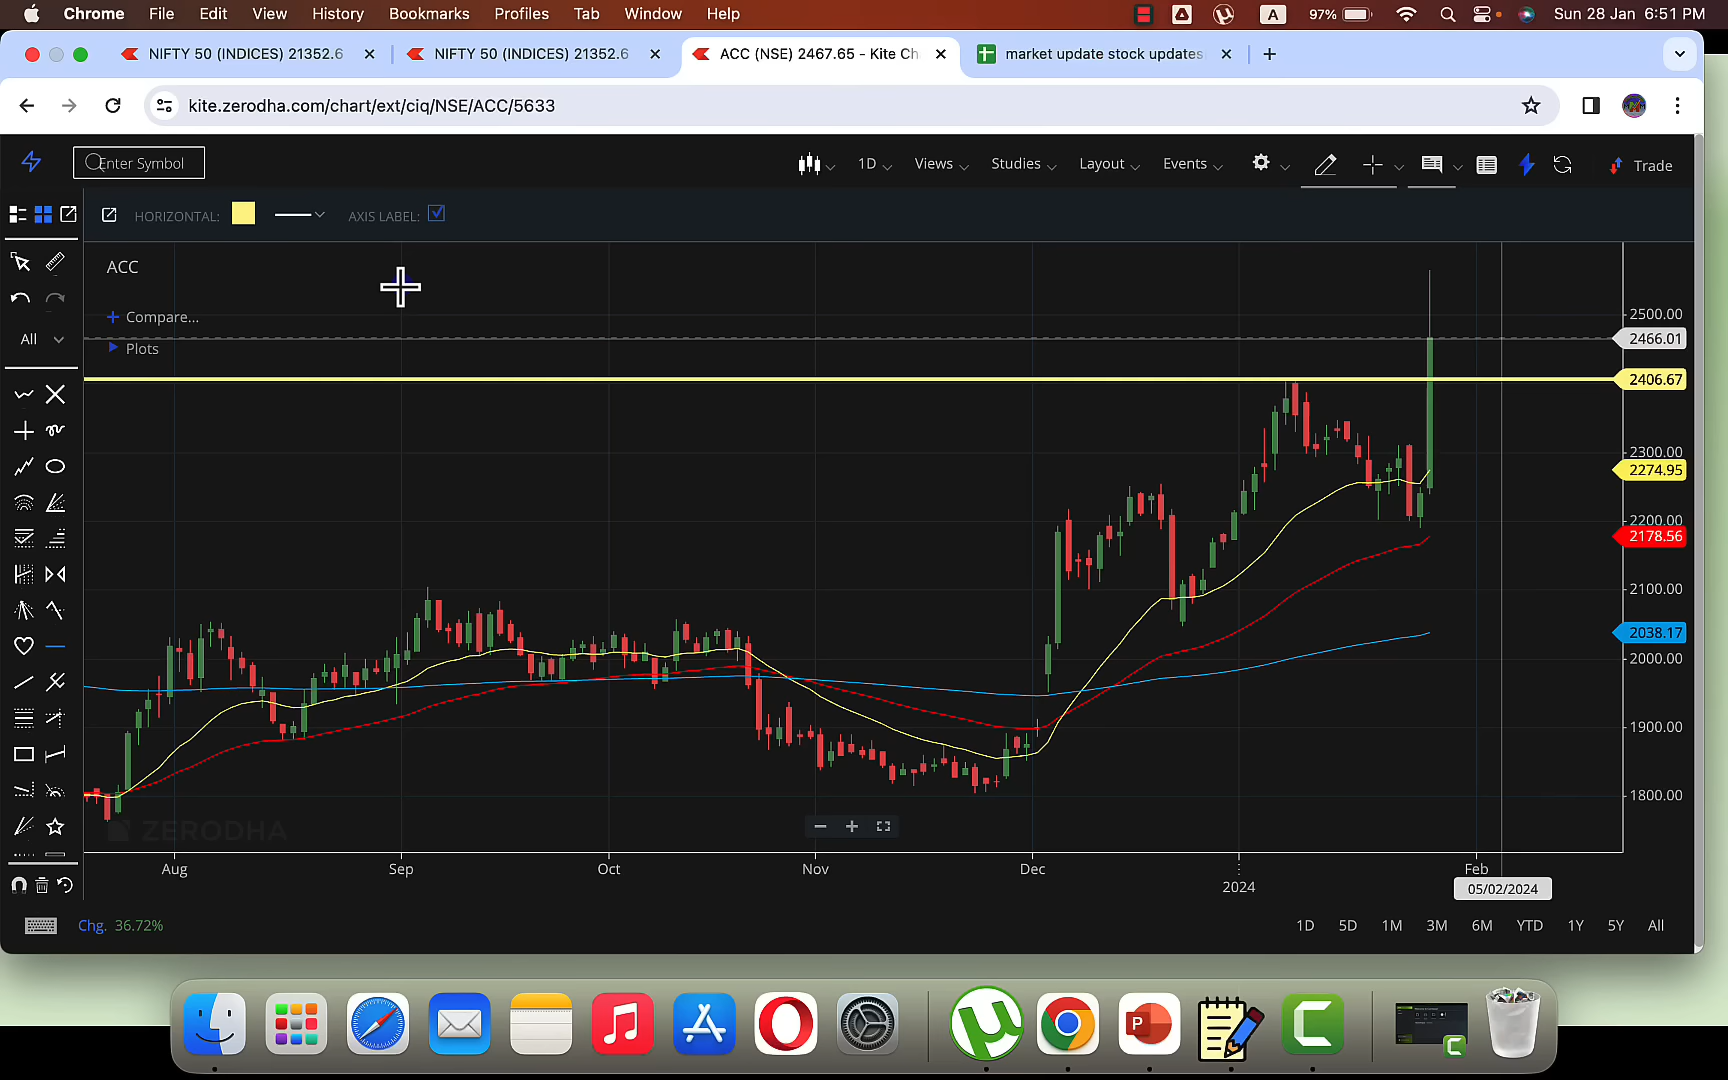 Chrome File Edit View History Bookmarks Profiles Tab Window Help A 97% Sun 28 Jan 6:51 PM
NIFTY 50 (INDICES) 21352.6 NIFTY 50 (INDICES) 21352.6 ACC (NSE) 2467.65 - Kite Ch market update stock updates
kite.zerodha.com/chart/ext/ciq/NSE/ACC/5633
Enter Symbol 1D Views Studies Layout Events Trade
HORIZONTAL: AXIS LABEL:
ACC
Compare...
Plots
All
2500.00
2466.01
2406.67
2300.00
2274.95
2200.00
2178.56
2100.00
2038.17
2000.00
1900.00
1800.00
ZERODHA
Aug Sep Oct Nov Dec 2024 Feb
05/02/2024
Chg. 36.72% 1D 5D 1M 3M 6M YTD 1Y 5Y All
P C